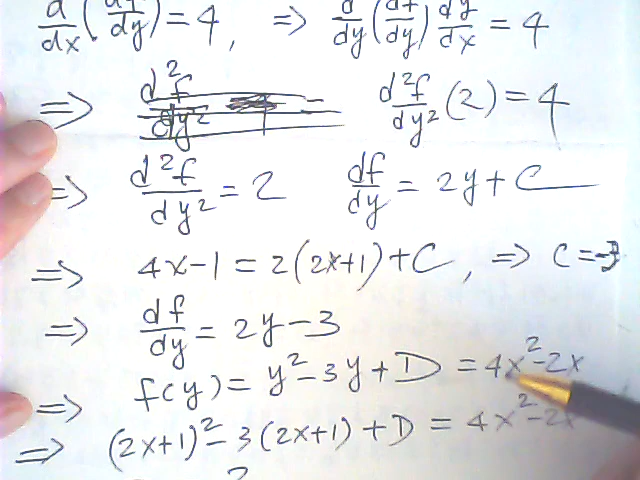 d/dx (df/dy) = 4, ⇒ d/dy (df/dy) dy/dx = 4
⇒ d²f/dy² = d²f/dy² (2) = 4
⇒ d²f/dy² = 2 df/dy = 2y + C
⇒ 4x-1 = 2(2x+1) + C, ⇒ C = -3
⇒ df/dy = 2y - 3
⇒ f(y) = y² - 3y + D = 4x² - 2x
⇒ (2x+1)² - 3(2x+1) + D = 4x² - 2x